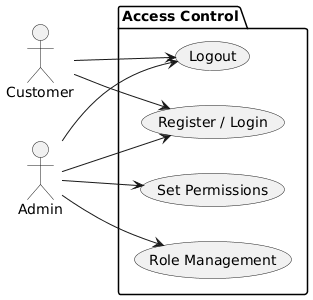 Access Control
Logout
Customer
Register / Login
Admin
Set Permissions
Role Management